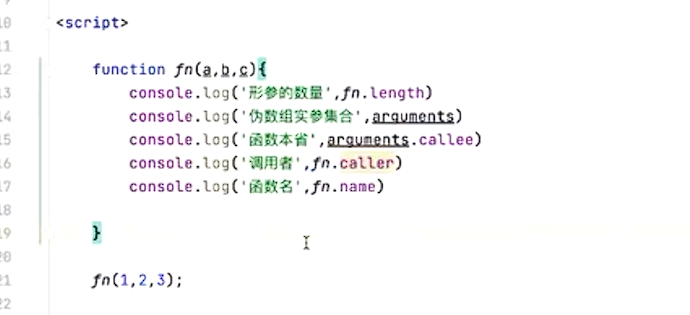 10 <script>
11
12 function fn(a,b,c){
13 console.log('形参的数量',fn.length)
14 console.log('伪数组实参集合',arguments)
15 console.log('函数本省',arguments.callee)
16 console.log('调用者',fn.caller)
17 console.log('函数名',fn.name)
18
19 }
20
21 fn(1,2,3);
22